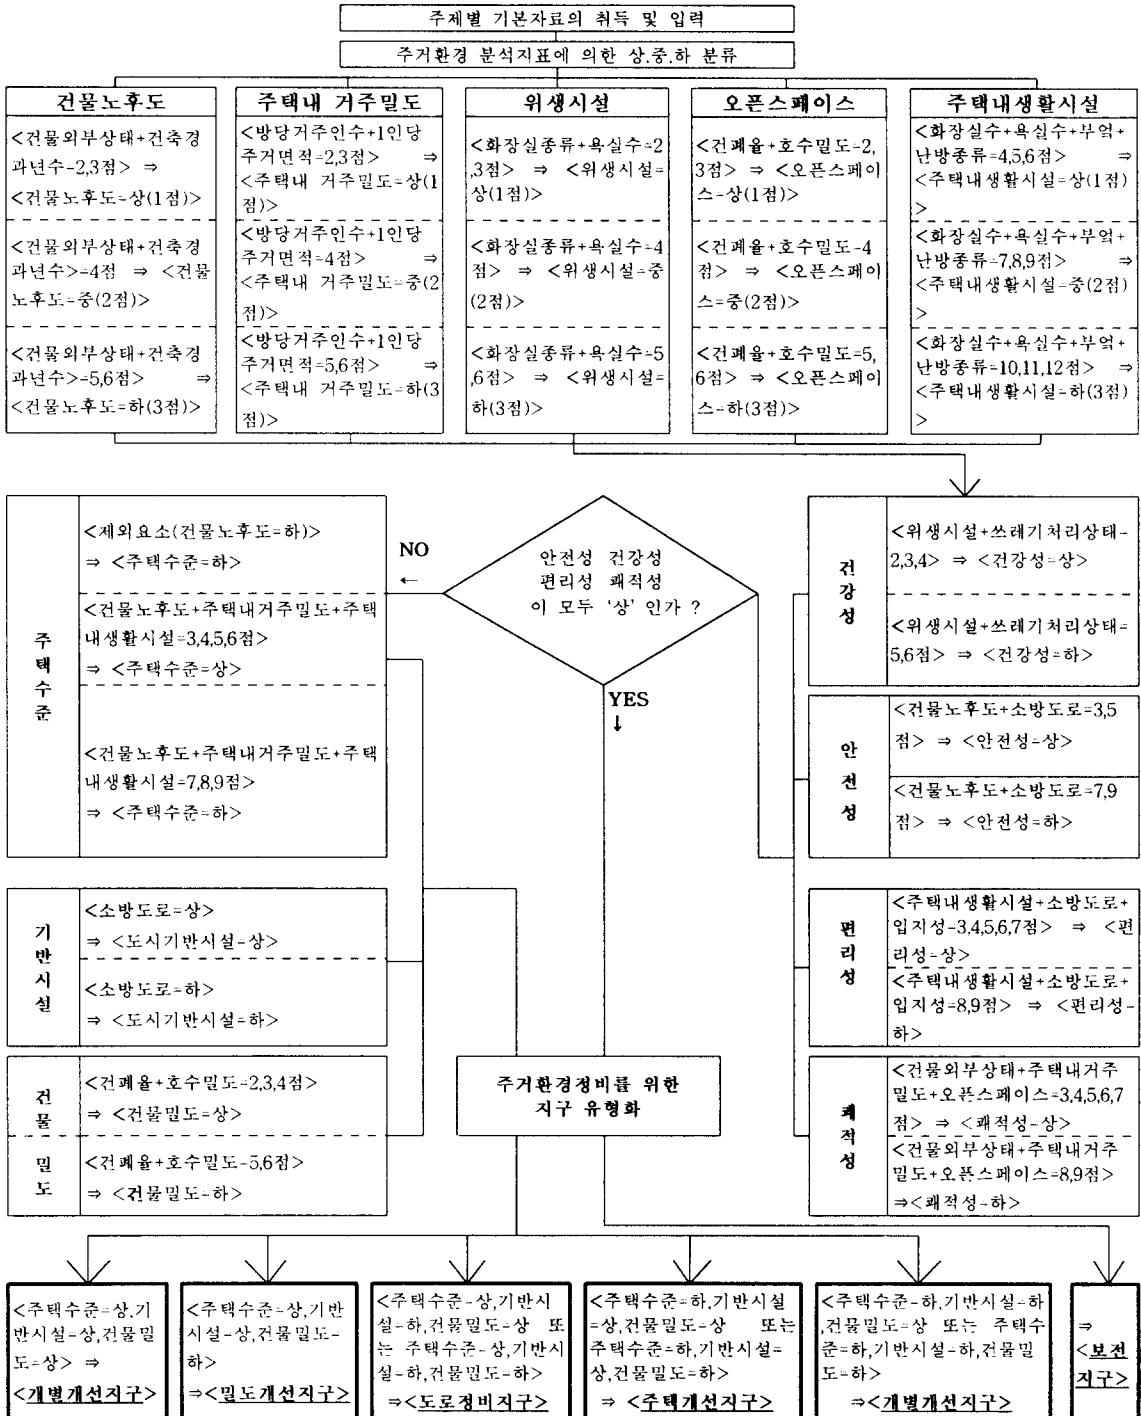 주제별 기본자료의 취득 및 입력
주거환경 분석지표에 의한 상.중.하 분류
건물노후도
<건물외부상태+건축경
과년수=2,3점> ⇒
<건물노후도=상(1점)>
<건물외부상태+건축경
과년수>=4점 ⇒ <건물
노후도=중(2점)>
<건물외부상태+건축경
과년수>=5,6점> ⇒
<건물노후도=하(3점)>
주택내 거주밀도
<방당거주인수+1인당
주거면적=2,3점> ⇒
<주택내 거주밀도=상(1
점)>
<방당거주인수+1인당
주거면적=4점> ⇒
<주택내 거주밀도=중(2
점)>
<방당거주인수+1인당
주거면적=5,6점> ⇒
<주택내 거주밀도=하(3
점)>
위생시설
<화장실종류+욕실수=2
,3점> ⇒ <위생시설=
상(1점)>
<화장실종류+욕실수=4
점> ⇒ <위생시설=중
(2점)>
<화장실종류+욕실수=5
,6점> ⇒ <위생시설=
하(3점)>
오픈스페이스
<건폐율+호수밀도=2,
3점> ⇒ <오픈스페이
스=상(1점)>
<건폐율+호수밀도=4
점> ⇒ <오픈스페이
스=중(2점)>
<건폐율+호수밀도=5,
6점> ⇒ <오픈스페이
스=하(3점)>
주택내생활시설
<화장실수+욕실수+부엌+
난방종류=4,5,6점> ⇒
<주택내생활시설=상(1점)
>
<화장실수+욕실수+부엌+
난방종류=7,8,9점> ⇒
<주택내생활시설=중(2점)
>
<화장실수+욕실수+부엌+
난방종류=10,11,12점> ⇒
<주택내생활시설=하(3점)
>
주택수준
<제외요소(건물노후도=하)>
⇒ <주택수준=하>
<건물노후도+주택내거주밀도+주택
내생활시설=3,4,5,6점>
⇒ <주택수준=상>
<건물노후도+주택내거주밀도+주택
내생활시설=7,8,9점>
⇒ <주택수준=하>
NO
←
안전성 건강성
편리성 쾌적성
이 모두 '상' 인가 ?
YES
↓
건강성
<위생시설+쓰레기처리상태=
2,3,4> ⇒ <건강성=상>
<위생시설+쓰레기처리상태=
5,6점> ⇒ <건강성=하>
안전성
<건물노후도+소방도로=3,5
점> ⇒ <안전성=상>
<건물노후도+소방도로=7,9
점> ⇒ <안전성=하>
기반시설
<소방도로=상>
⇒ <도시기반시설=상>
<소방도로=하>
⇒ <도시기반시설=하>
편리성
<주택내생활시설+소방도로+
입지성=3,4,5,6,7점> ⇒ <편
리성=상>
<주택내생활시설+소방도로+
입지성=8,9점> ⇒ <편리성=
하>
건물밀도
<건폐율+호수밀도=2,3,4점>
⇒ <건물밀도=상>
<건폐율+호수밀도=5,6점>
⇒ <건물밀도=하>
주거환경정비를 위한
지구 유형화
쾌적성
<건물외부상태+주택내거주
밀도+오픈스페이스=3,4,5,6,7
점> ⇒ <쾌적성=상>
<건물외부상태+주택내거주
밀도+오픈스페이스=8,9점>
⇒<쾌적성=하>
<주택수준=상,기
반시설=상,건물밀
도=상> ⇒
<개별개선지구>
<주택수준=상,기반
시설=상,건물밀도=
하>
⇒<밀도개선지구>
<주택수준=상,기반시
설=하,건물밀도=상 또
는 주택수준=상,기반시
설=하,건물밀도=하>
⇒<도로정비지구>
<주택수준=하,기반시설
=상,건물밀도=상 또는
주택수준=하,기반시설=
상,건물밀도=하>
⇒ <주택개선지구>
<주택수준=하,기반시설=하
,건물밀도=상 또는 주택수
준=하,기반시설=하,건물밀
도=하>
⇒<개별개선지구>
⇒
<보전
지구>